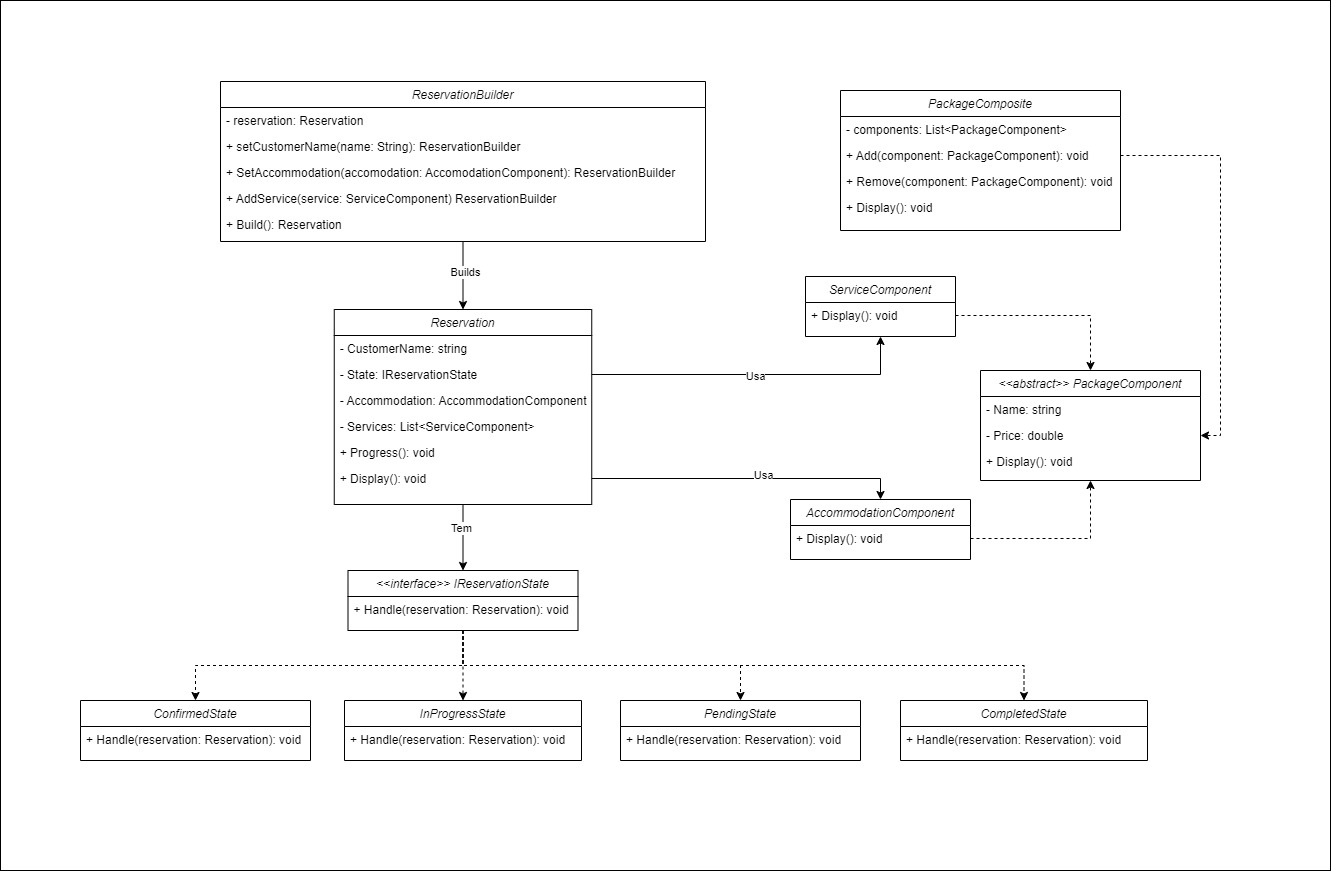 ReservationBuilder
- reservation: Reservation
+ setCustomerName(name: String): ReservationBuilder
+ SetAccommodation(accomodation: AccomodationComponent): ReservationBuilder
+ AddService(service: ServiceComponent) ReservationBuilder
+ Build(): Reservation
PackageComposite
- components: List<PackageComponent>
+ Add(component: PackageComponent): void
+ Remove(component: PackageComponent): void
+ Display(): void
Builds
ServiceComponent
+ Display(): void
Reservation
- CustomerName: string
- State: IReservationState
- Accommodation: AccommodationComponent
- Services: List<ServiceComponent>
+ Progress(): void
+ Display(): void
Usa
<<abstract>> PackageComponent
- Name: string
- Price: double
+ Display(): void
Usa
AccommodationComponent
+ Display(): void
Tem
<<interface>> IReservationState
+ Handle(reservation: Reservation): void
ConfirmedState
+ Handle(reservation: Reservation): void
InProgressState
+ Handle(reservation: Reservation): void
PendingState
+ Handle(reservation: Reservation): void
CompletedState
+ Handle(reservation: Reservation): void